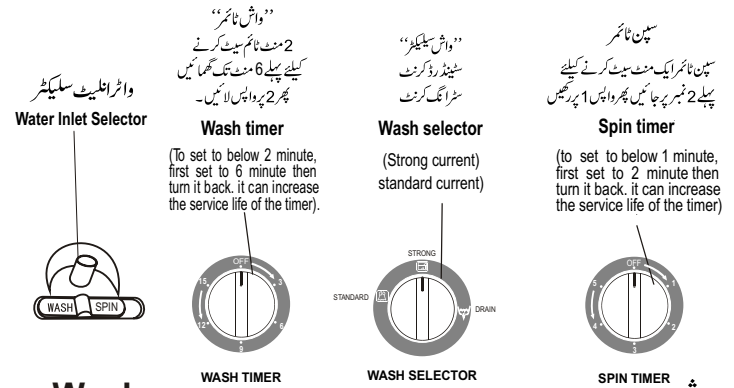 واٹر انلیٹ سلیکٹر
Water Inlet Selector
WASH
SPIN
’’واش ٹائمر‘‘
2 منٹ ٹائم سیٹ کرنے
کیلئے پہلے 6 منٹ تک گھمائیں
پھر 2 پر واپس لائیں۔
Wash timer
(To set to below 2 minute,
first set to 6 minute then
turn it back. it can increase
the service life of the timer).
OFF
3
6
9
12
15
WASH TIMER
’’واش سیلیکٹر‘‘
سٹینڈرڈ کرنٹ
سٹرانگ کرنٹ
Wash selector
(Strong current)
standard current)
STRONG
STANDARD
DRAIN
WASH SELECTOR
سپن ٹائمر
سپن ٹائمر ایک منٹ سیٹ کرنے کیلئے
پہلے 2 نمبر پر جائیں پھر واپس 1 پر رکھیں
Spin timer
(to set to below 1 minute,
first set to 2 minute then
turn it back. it can increase
the service life of the timer)
OFF
1
2
3
4
5
SPIN TIMER